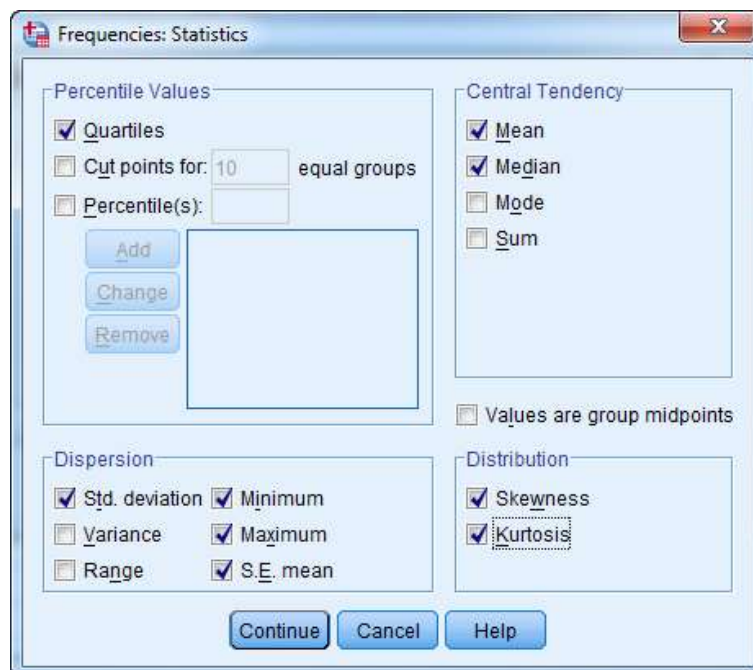 Frequencies: Statistics
Percentile Values
Quartiles
Cut points for: 10 equal groups
Percentile(s):
Add
Change
Remove
Central Tendency
Mean
Median
Mode
Sum
Values are group midpoints
Dispersion
Std. deviation Minimum
Variance Maximum
Range S.E. mean
Distribution
Skewness
Kurtosis
Continue Cancel Help